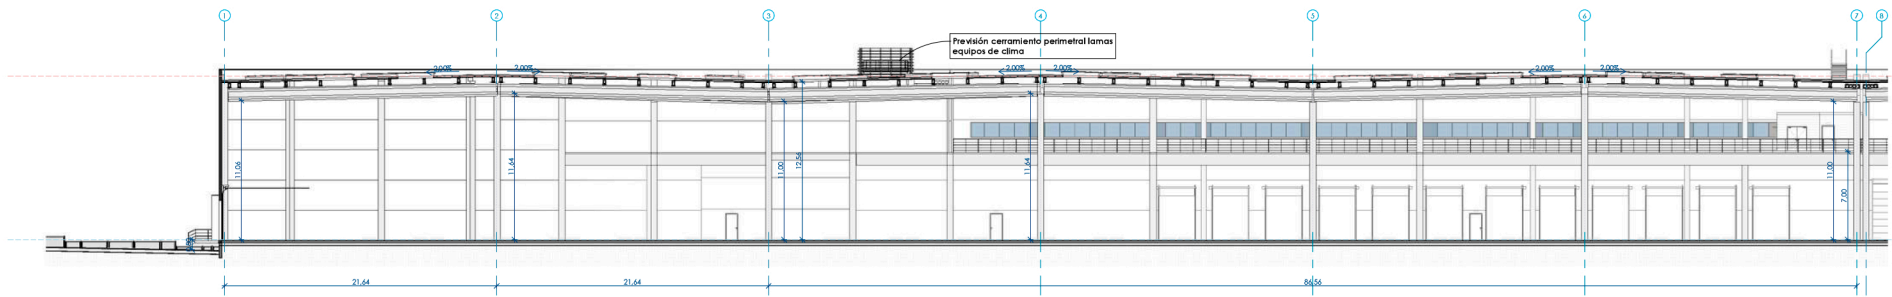 1 2 3 4 5 6 7 8
Previsión cerramiento perimetral lamas
equipos de clima
2.00% 2.00% 2.00% 2.00% 2.00% 2.00%
11,06 11,64 11,00 12,56 11,64 11,00 7,00
21,64 21,64 86,56